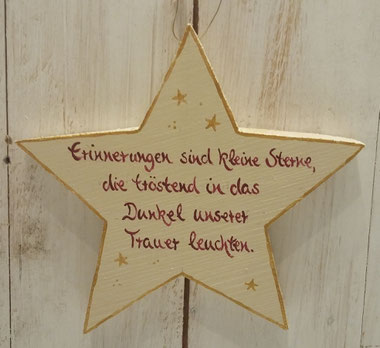 Erinnerungen sind kleine Sterne,
die tröstend in das
Dunkel unserer
Trauer leuchten.